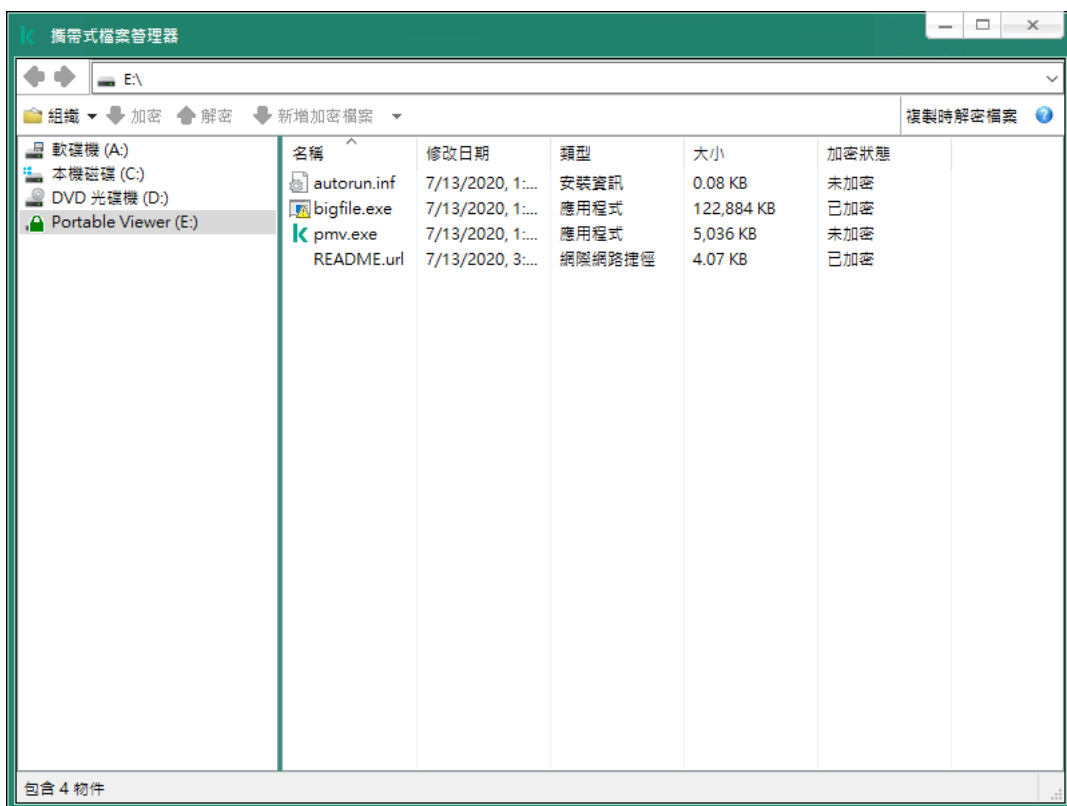 攜帶式檔案管理器
E:\
組織 加密 解密 新增加密檔案 複製時解密檔案
軟碟機 (A:)
本機磁碟 (C:)
DVD 光碟機 (D:)
Portable Viewer (E:)
名稱 修改日期 類型 大小 加密狀態
autorun.inf 7/13/2020, 1:... 安裝資訊 0.08 KB 未加密
bigfile.exe 7/13/2020, 1:... 應用程式 122,884 KB 已加密
pmv.exe 7/13/2020, 1:... 應用程式 5,036 KB 未加密
README.url 7/13/2020, 3:... 網際網路捷徑 4.07 KB 已加密
包含 4 物件